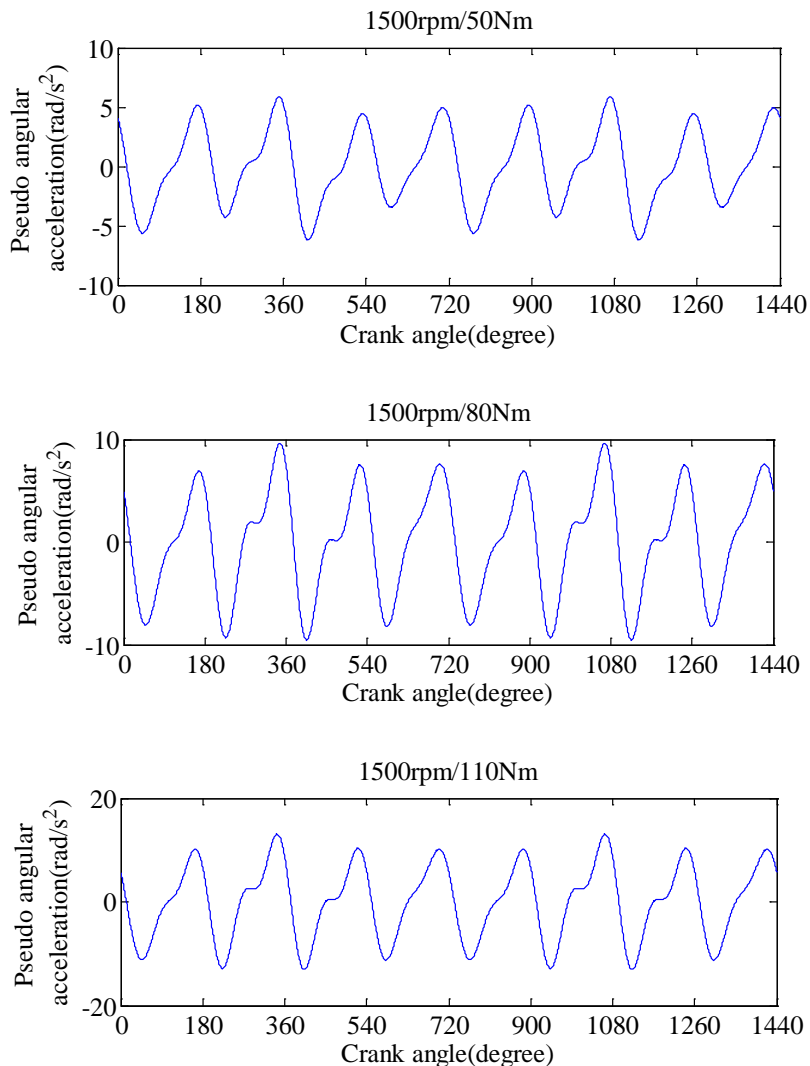 1500rpm/50Nm
10
5
0
-5
-10
Pseudo angular
acceleration(rad/s²)
0 180 360 540 720 900 1080 1260 1440
Crank angle(degree)
1500rpm/80Nm
10
0
-10
Pseudo angular
acceleration(rad/s²)
0 180 360 540 720 900 1080 1260 1440
Crank angle(degree)
1500rpm/110Nm
20
0
-20
Pseudo angular
acceleration(rad/s²)
0 180 360 540 720 900 1080 1260 1440
Crank angle(degree)